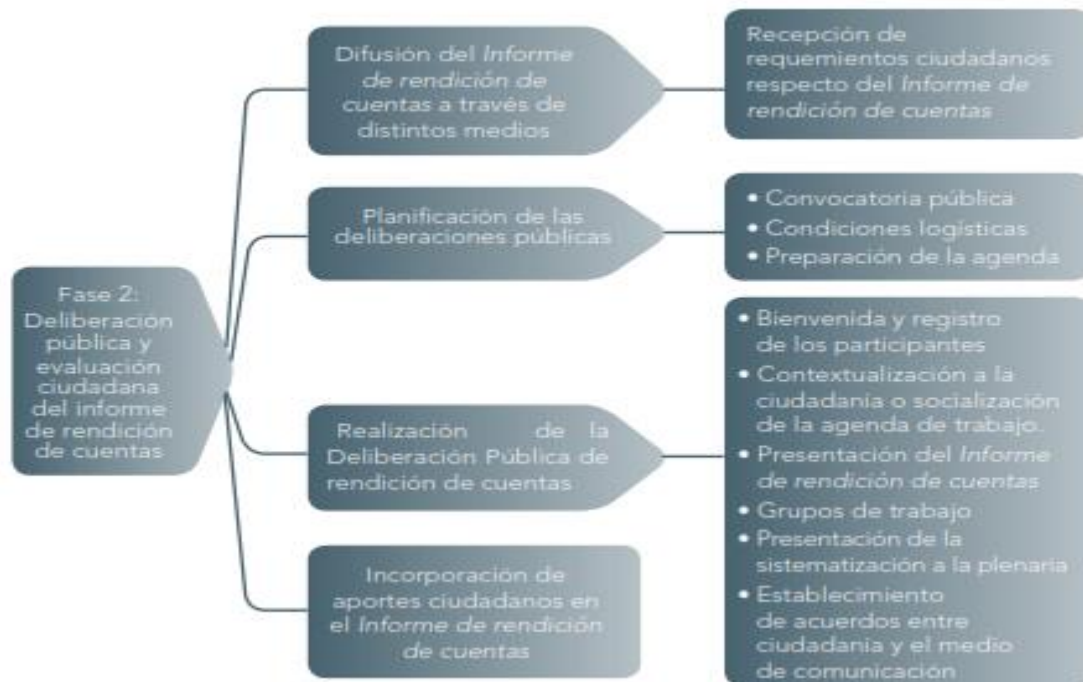 Fase 2:
Deliberación
pública y
evaluación
ciudadana
del informe
de rendición
de cuentas
Difusión del Informe
de rendición de
cuentas a través de
distintos medios
Recepción de
requemientos ciudadanos
respecto del Informe de
rendición de cuentas
Planificación de las
deliberaciones públicas
• Convocatoria pública
• Condiciones logísticas
• Preparación de la agenda
Realización de la
Deliberación Pública de
rendición de cuentas
• Bienvenida y registro
de los participantes
• Contextualización a la
ciudadanía o socialización
de la agenda de trabajo.
• Presentación del Informe
de rendición de cuentas
• Grupos de trabajo
• Presentación de la
sistematización a la plenaria
• Establecimiento
de acuerdos entre
ciudadanía y el medio
de comunicación
Incorporación de
aportes ciudadanos en
el Informe de rendición
de cuentas